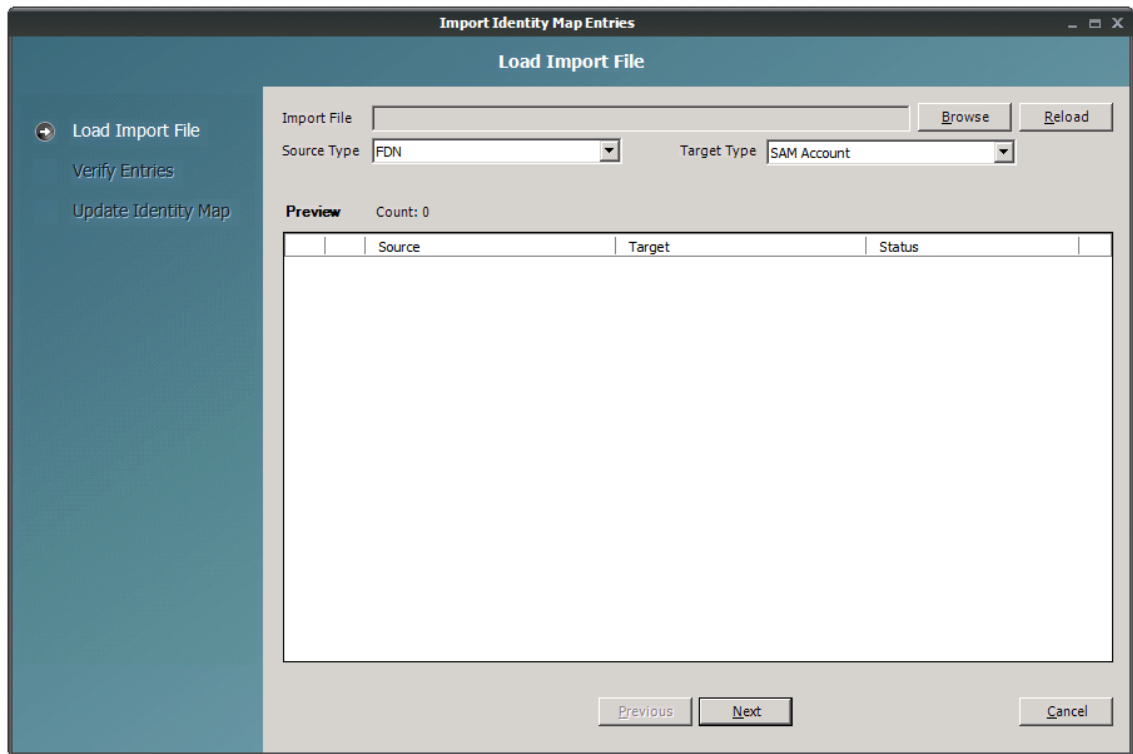 Import Identity Map Entries
Load Import File
Load Import File
Verify Entries
Update Identity Map
Import File Browse Reload
Source Type FDN Target Type SAM Account
Preview Count: 0
Source Target Status
Previous Next Cancel